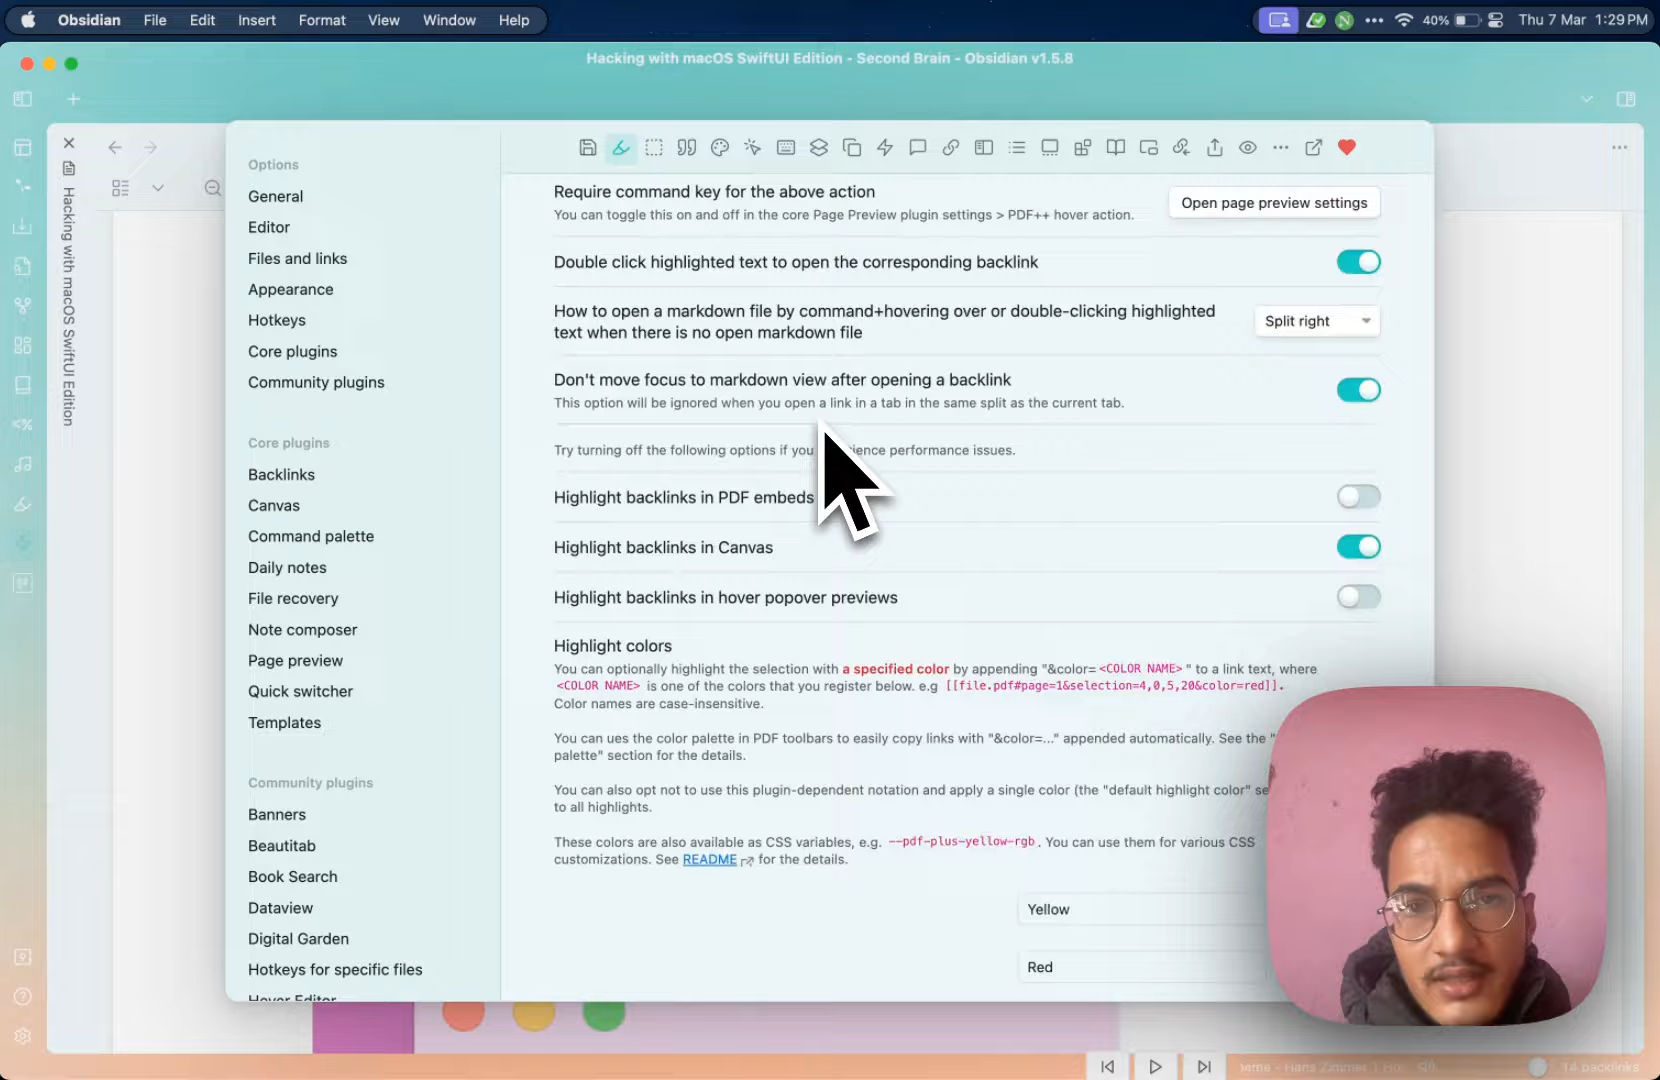 Obsidian File Edit Insert Format View Window Help
40% Thu 7 Mar 1:29 PM
Hacking with macOS SwiftUI Edition - Second Brain - Obsidian v1.5.8
Hacking with macOS SwiftUI Edition
Options
General
Editor
Files and links
Appearance
Hotkeys
Core plugins
Community plugins
Core plugins
Backlinks
Canvas
Command palette
Daily notes
File recovery
Note composer
Page preview
Quick switcher
Templates
Community plugins
Banners
Beautitab
Book Search
Dataview
Digital Garden
Hotkeys for specific files
Hover Editor
Require command key for the above action
You can toggle this on and off in the core Page Preview plugin settings > PDF++ hover action.
Open page preview settings
Double click highlighted text to open the corresponding backlink
How to open a markdown file by command+hovering over or double-clicking highlighted
text when there is no open markdown file
Split right
Don't move focus to markdown view after opening a backlink
This option will be ignored when you open a link in a tab in the same split as the current tab.
Try turning off the following options if you performance issues.
Highlight backlinks in PDF embeds
Highlight backlinks in Canvas
Highlight backlinks in hover popover previews
Highlight colors
You can optionally highlight the selection with a specified color by appending "&color=<COLOR NAME>" to a link text, where
<COLOR NAME> is one of the colors that you register below. e.g [[file.pdf#page=1&selection=4,0,5,20&color=red]].
Color names are case-insensitive.
You can ues the color palette in PDF toolbars to easily copy links with "&color=..." appended automatically. See the "
palette" section for the details.
You can also opt not to use this plugin-dependent notation and apply a single color (the "default highlight color" se
to all highlights.
These colors are also available as CSS variables, e.g. --pdf-plus-yellow-rgb. You can use them for various CSS
customizations. See README for the details.
Yellow
Red
eme - Hans Zimmer 1 Ho
14 backlinks